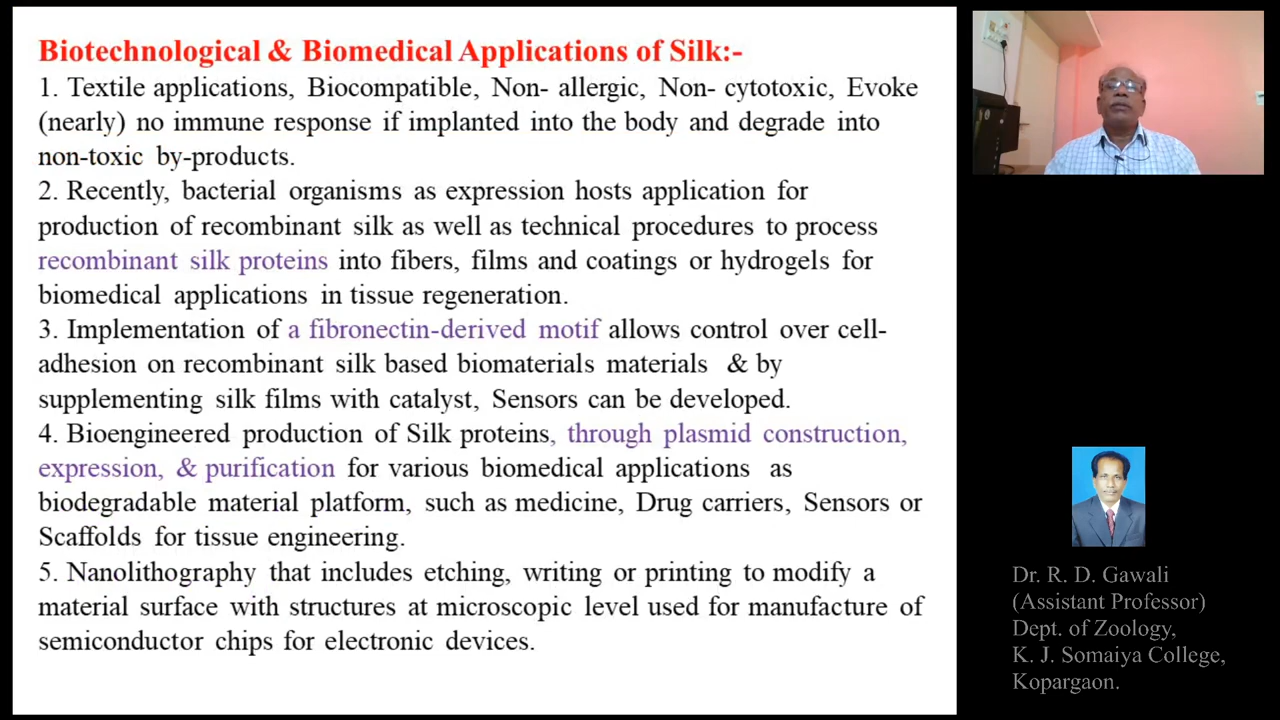 Biotechnological & Biomedical Applications of Silk:-
1. Textile applications, Biocompatible, Non- allergic, Non- cytotoxic, Evoke
(nearly) no immune response if implanted into the body and degrade into
non-toxic by-products.
2. Recently, bacterial organisms as expression hosts application for
production of recombinant silk as well as technical procedures to process
recombinant silk proteins into fibers, films and coatings or hydrogels for
biomedical applications in tissue regeneration.
3. Implementation of a fibronectin-derived motif allows control over cell-
adhesion on recombinant silk based biomaterials materials & by
supplementing silk films with catalyst, Sensors can be developed.
4. Bioengineered production of Silk proteins, through plasmid construction,
expression, & purification for various biomedical applications as
biodegradable material platform, such as medicine, Drug carriers, Sensors or
Scaffolds for tissue engineering.
5. Nanolithography that includes etching, writing or printing to modify a
material surface with structures at microscopic level used for manufacture of
semiconductor chips for electronic devices.
Dr. R. D. Gawali
(Assistant Professor)
Dept. of Zoology,
K. J. Somaiya College,
Kopargaon.